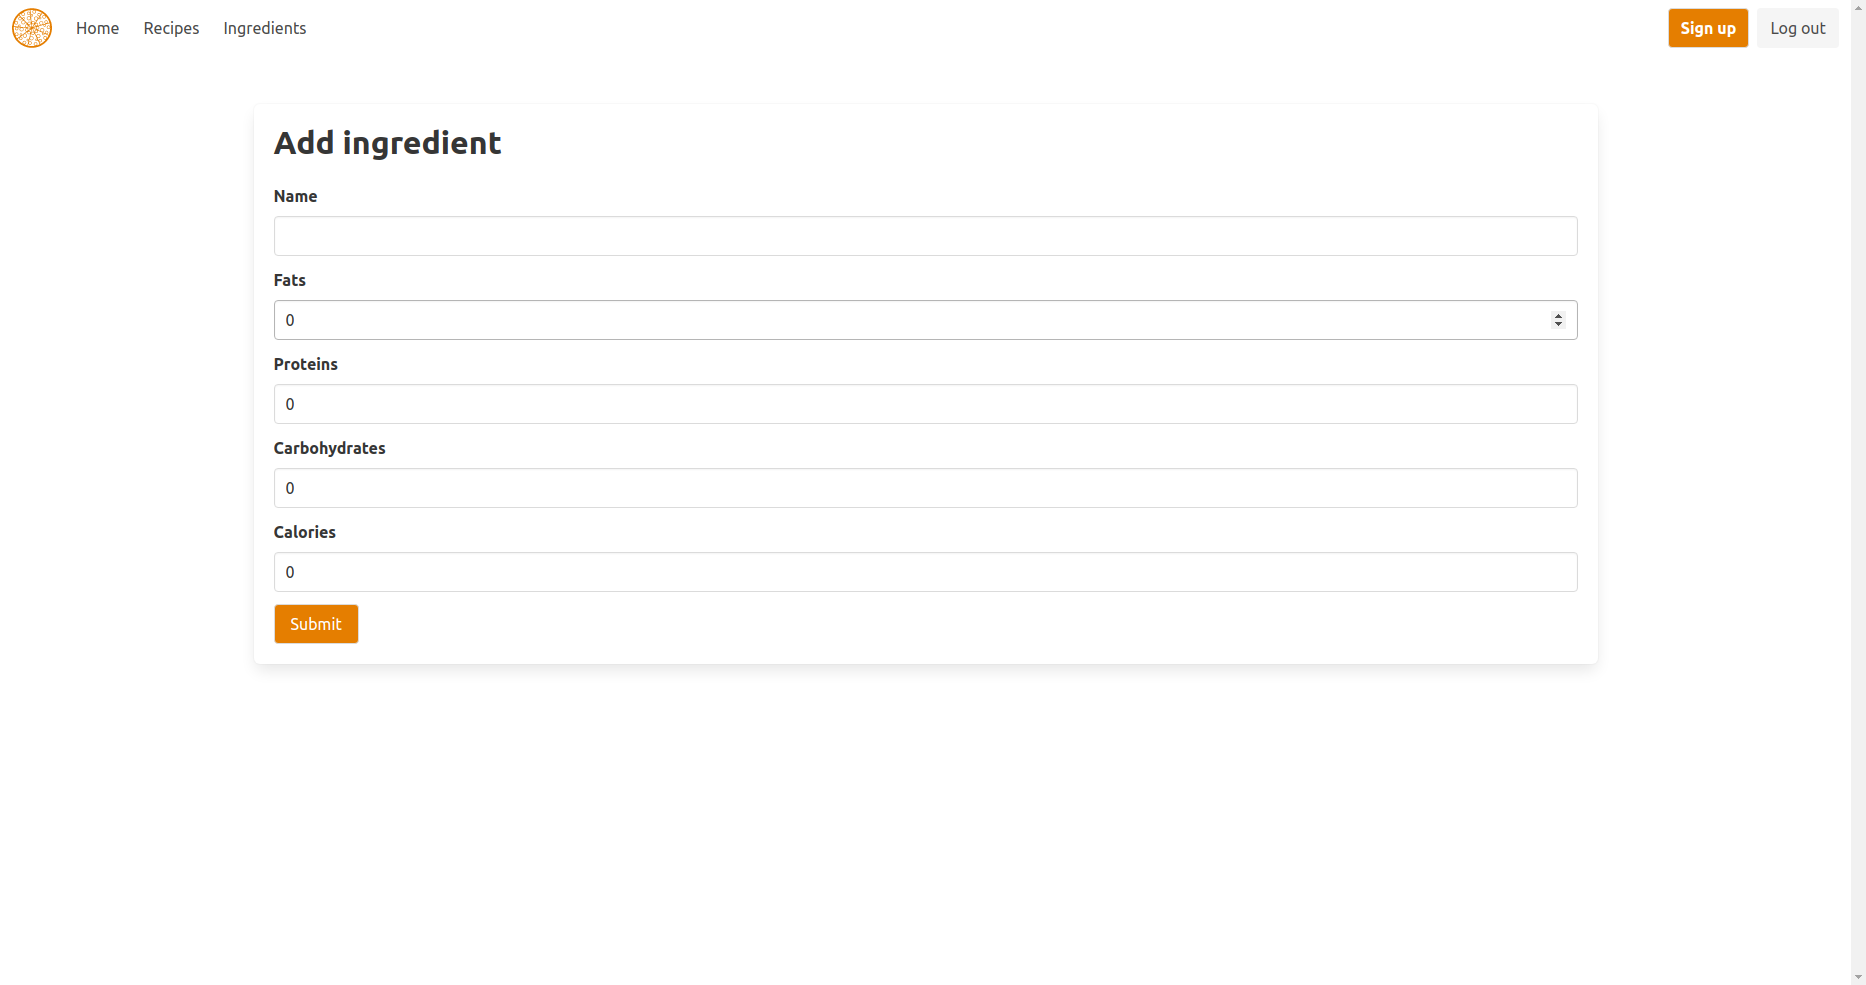 Home Recipes Ingredients Sign up Log out
Add ingredient
Name
Fats
0
Proteins
0
Carbohydrates
0
Calories
0
Submit